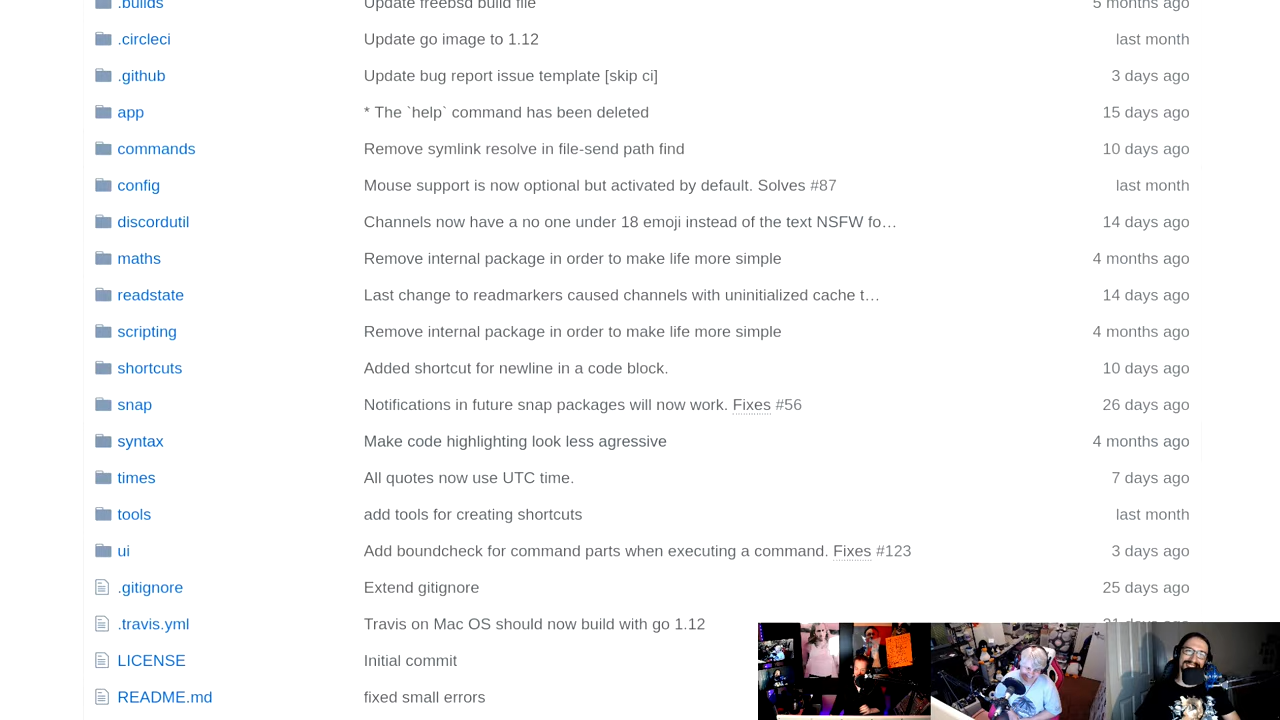 .builds Update freebsd build file 5 months ago
.circleci Update go image to 1.12 last month
.github Update bug report issue template [skip ci] 3 days ago
app * The `help` command has been deleted 15 days ago
commands Remove symlink resolve in file-send path find 10 days ago
config Mouse support is now optional but activated by default. Solves #87 last month
discordutil Channels now have a no one under 18 emoji instead of the text NSFW fo… 14 days ago
maths Remove internal package in order to make life more simple 4 months ago
readstate Last change to readmarkers caused channels with uninitialized cache t… 14 days ago
scripting Remove internal package in order to make life more simple 4 months ago
shortcuts Added shortcut for newline in a code block. 10 days ago
snap Notifications in future snap packages will now work. Fixes #56 26 days ago
syntax Make code highlighting look less agressive 4 months ago
times All quotes now use UTC time. 7 days ago
tools add tools for creating shortcuts last month
ui Add boundcheck for command parts when executing a command. Fixes #123 3 days ago
.gitignore Extend gitignore 25 days ago
.travis.yml Travis on Mac OS should now build with go 1.12 days ago
LICENSE Initial commit
README.md fixed small errors